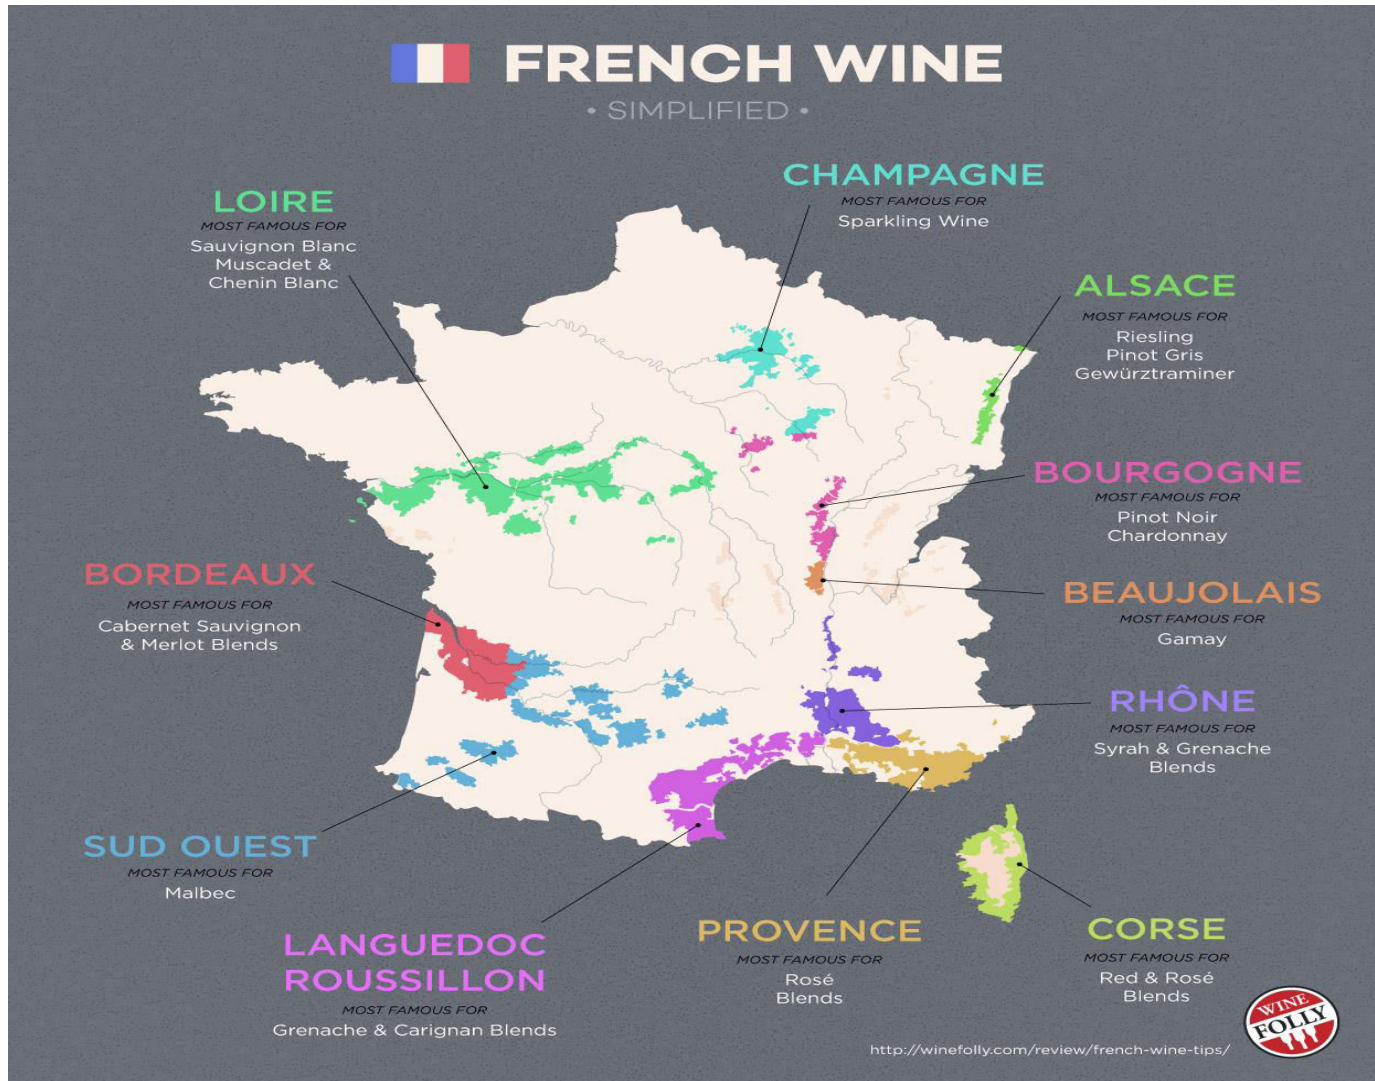 FRENCH WINE
• SIMPLIFIED •
LOIRE
MOST FAMOUS FOR
Sauvignon Blanc
Muscadet &
Chenin Blanc
CHAMPAGNE
MOST FAMOUS FOR
Sparkling Wine
ALSACE
MOST FAMOUS FOR
Riesling
Pinot Gris
Gewürztraminer
BOURGOGNE
MOST FAMOUS FOR
Pinot Noir
Chardonnay
BORDEAUX
MOST FAMOUS FOR
Cabernet Sauvignon
& Merlot Blends
BEAUJOLAIS
MOST FAMOUS FOR
Gamay
RHÔNE
MOST FAMOUS FOR
Syrah & Grenache
Blends
SUD OUEST
MOST FAMOUS FOR
Malbec
LANGUEDOC
ROUSSILLON
MOST FAMOUS FOR
Grenache & Carignan Blends
PROVENCE
MOST FAMOUS FOR
Rosé
Blends
CORSE
MOST FAMOUS FOR
Red & Rosé
Blends
WINE
FOLLY
http://winefolly.com/review/french-wine-tips/